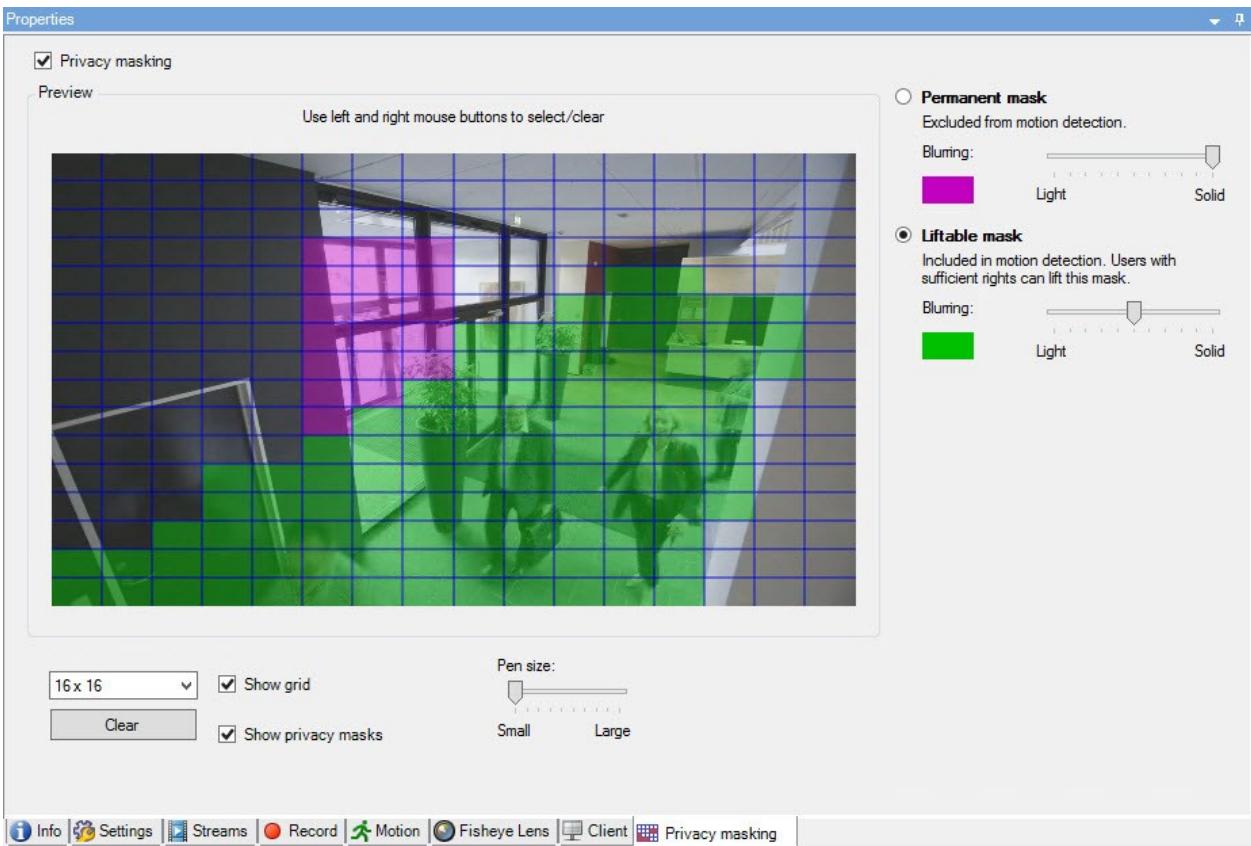 Properties
Privacy masking
Preview
Use left and right mouse buttons to select/clear
Permanent mask
Excluded from motion detection.
Blurring:
Light Solid
Liftable mask
Included in motion detection. Users with
sufficient rights can lift this mask.
Blurring:
Light Solid
16 x 16
Show grid
Pen size:
Clear
Show privacy masks
Small Large
Info Settings Streams Record Motion Fisheye Lens Client Privacy masking